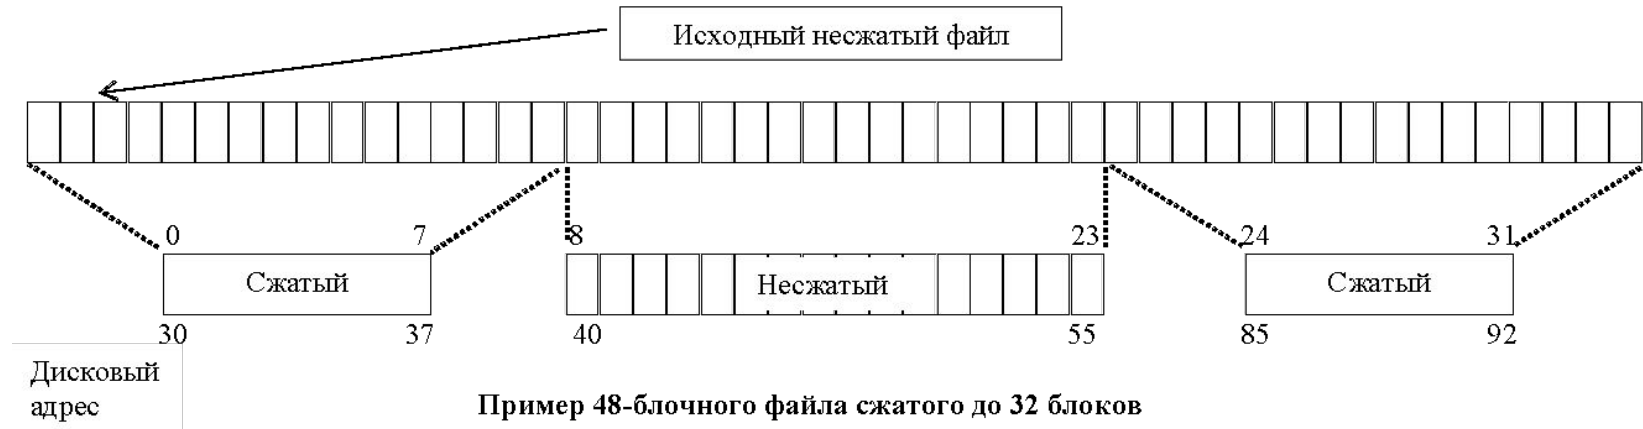 Исходный несжатый файл
0 7 8 23 24 31
Сжатый Несжатый Сжатый
30 37 40 55 85 92
Дисковый
адрес
Пример 48-блочного файла сжатого до 32 блоков